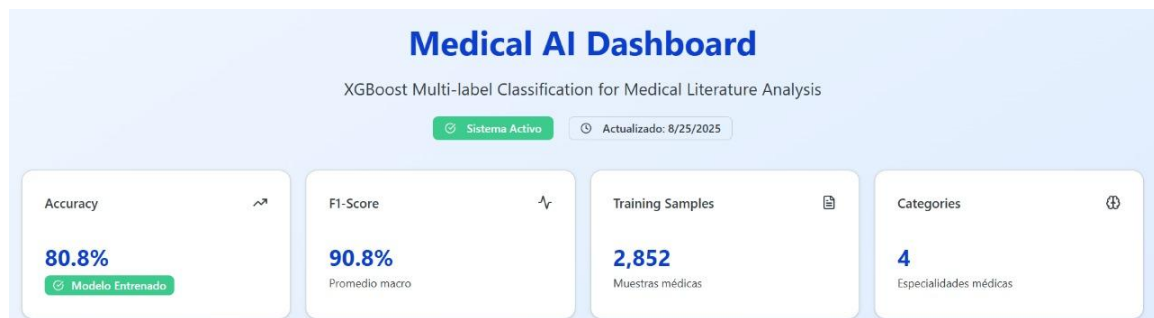 Medical AI Dashboard
XGBoost Multi-label Classification for Medical Literature Analysis
Sistema Activo
Actualizado: 8/25/2025
Accuracy
80.8%
Modelo Entrenado
F1-Score
90.8%
Promedio macro
Training Samples
2,852
Muestras médicas
Categories
4
Especialidades médicas